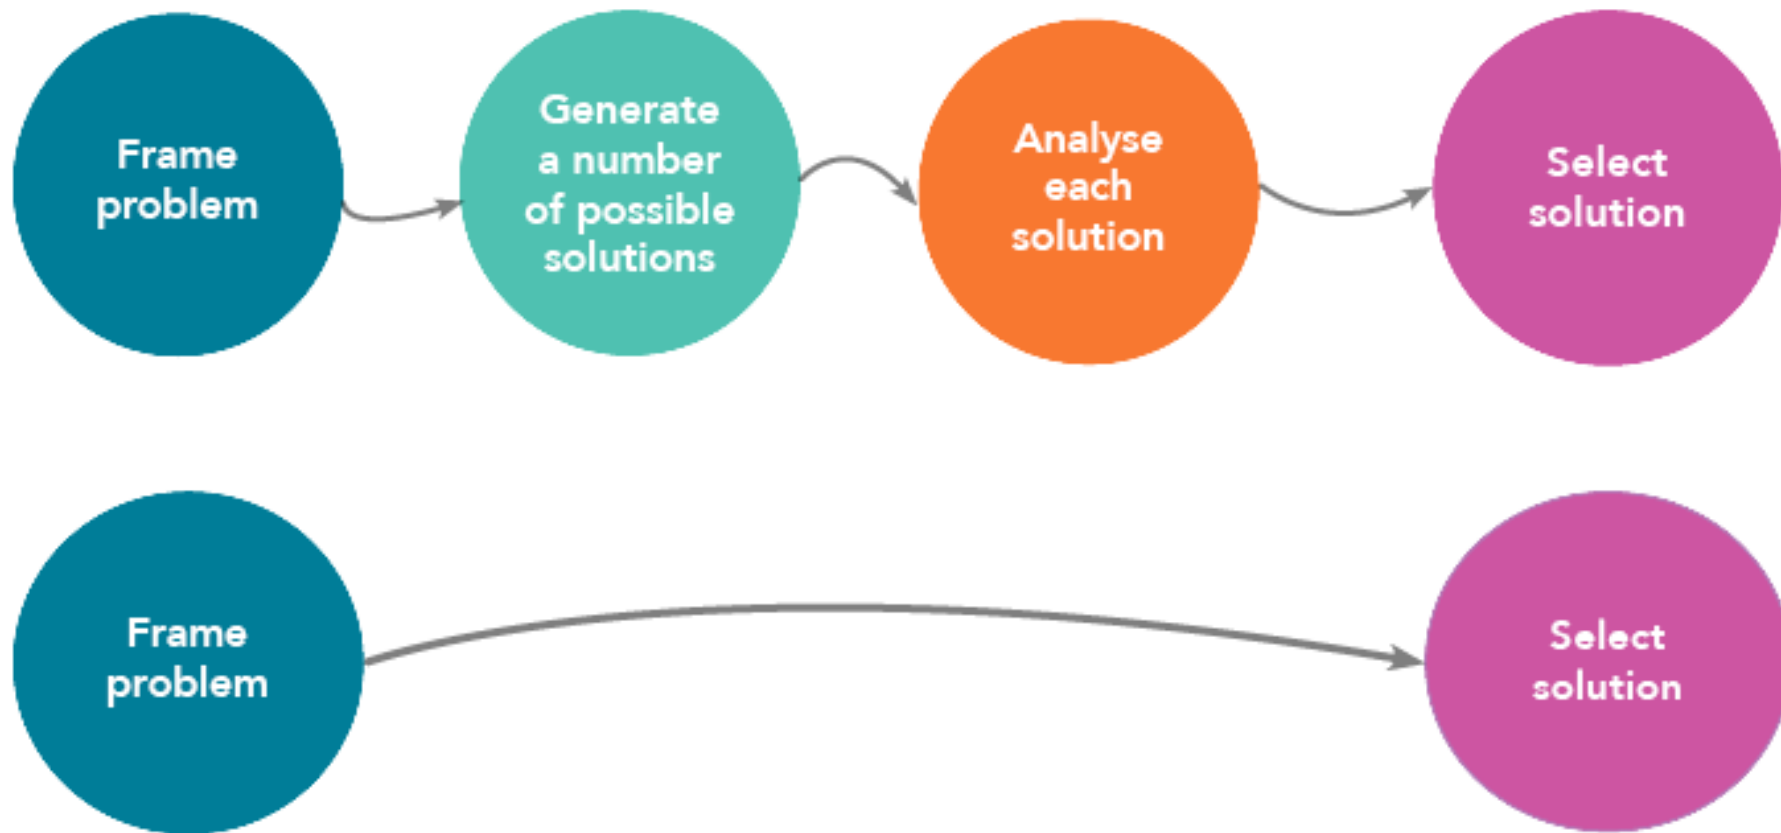 Frame
problem
Generate
a number
of possible
solutions
Analyse
each
solution
Select
solution
Frame
problem
Select
solution